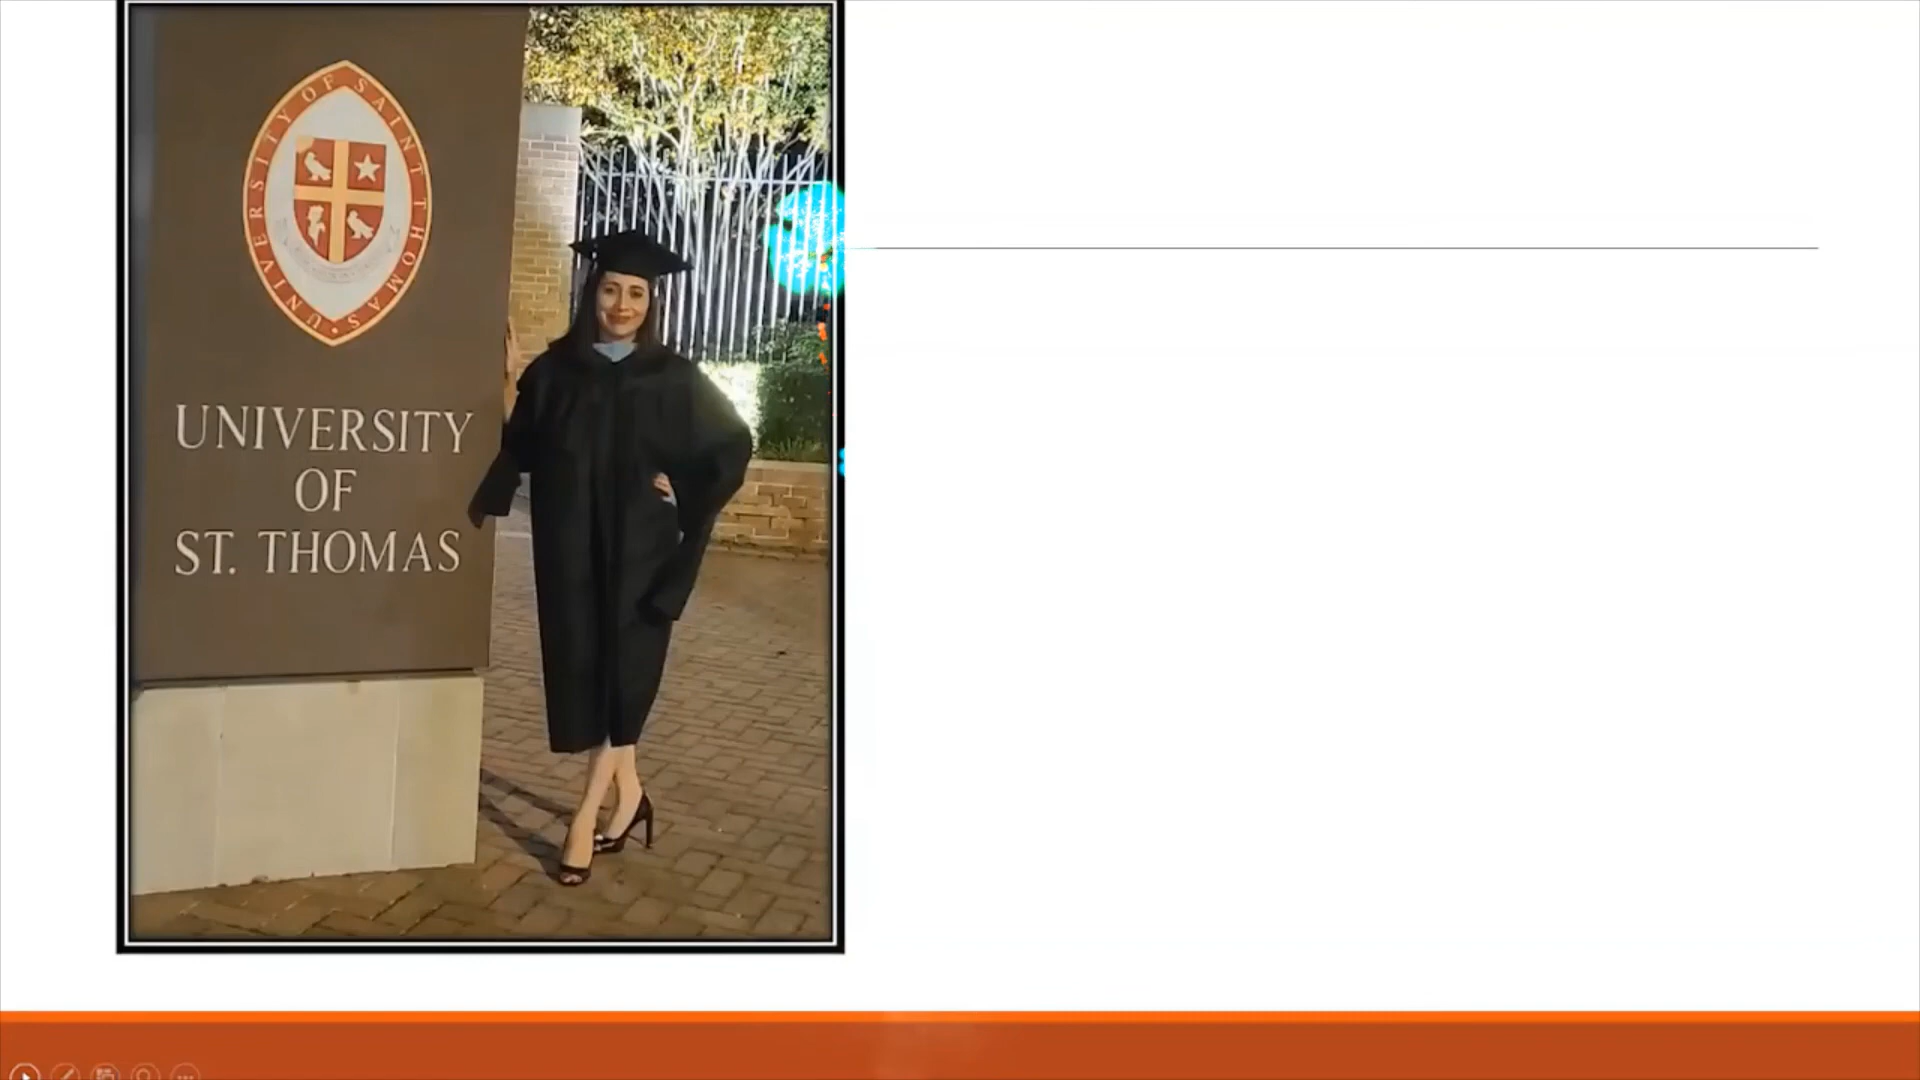 UNIVERSITY OF SAINT THOMAS
UNIVERSITY
OF
ST. THOMAS